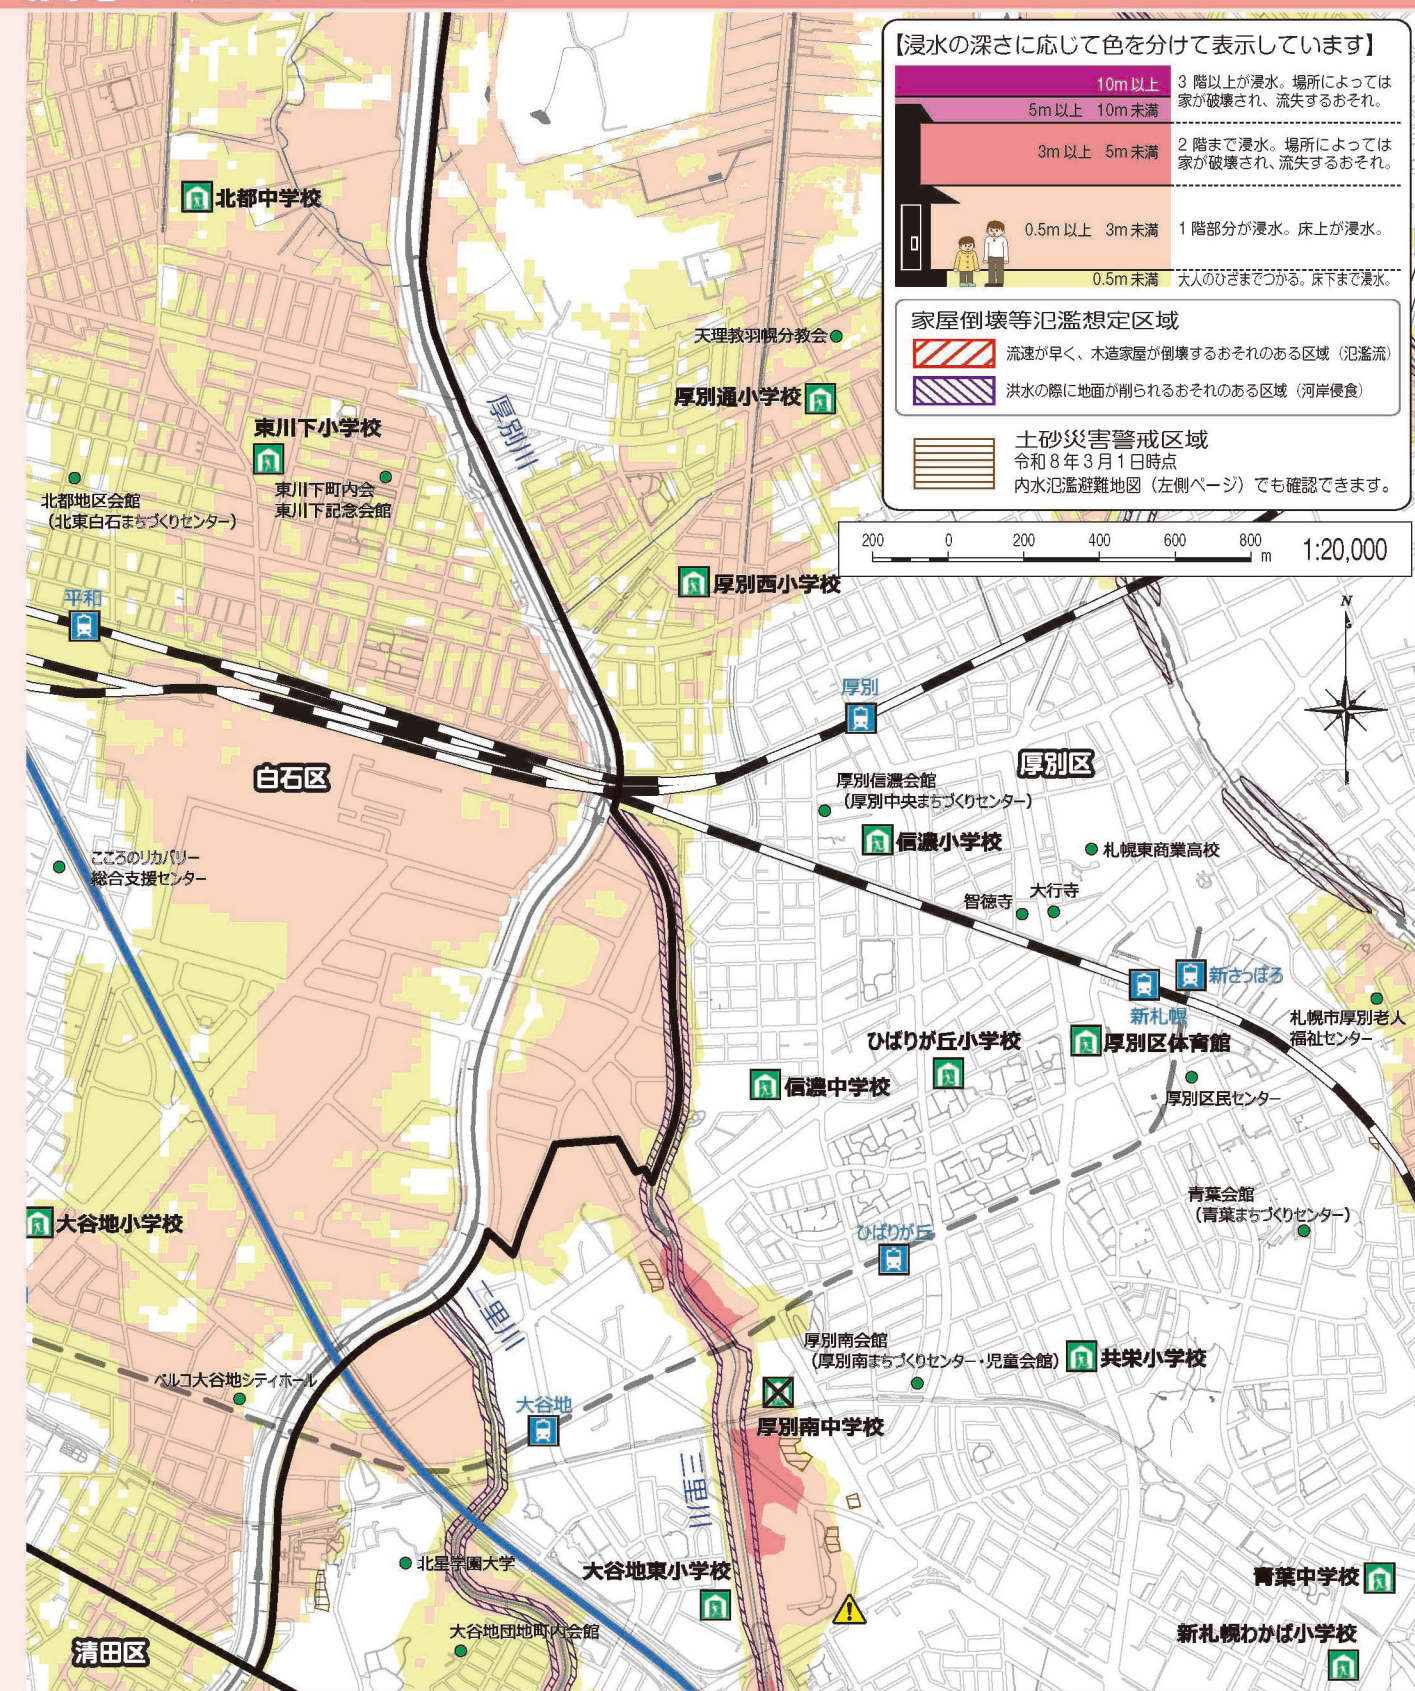 【浸水の深さに応じて色を分けて表示しています】
10m以上
3階以上が浸水。場所によっては
家が破壊され、流失するおそれ。
5m以上 10m未満
3m以上 5m未満
2階まで浸水。場所によっては
家が破壊され、流失するおそれ。
0.5m以上 3m未満
1階部分が浸水。床上が浸水。
0.5m未満
大人のひざまでつかる。床下まで浸水。
家屋倒壊等氾濫想定区域
流速が早く、木造家屋が倒壊するおそれのある区域（氾濫流）
洪水の際に地面が削られるおそれのある区域（河岸侵食）
土砂災害警戒区域
令和8年3月1日時点
内水氾濫避難地図（左側ページ）でも確認できます。
200 0 200 400 600 800 m
1:20,000
N
北都中学校
天理教羽幌分教会
厚別通小学校
厚別川
東川下小学校
東川下町内会
東川下記念会館
北都地区会館
（北東白石まちづくりセンター）
厚別西小学校
平和
厚別
白石区
厚別区
厚別信濃会館
（厚別中央まちづくりセンター）
信濃小学校
札幌東商業高校
こころのリカバリー
総合支援センター
智徳寺
大行寺
新さっぽろ
新札幌
札幌市厚別老人
福祉センター
ひばりが丘小学校
厚別区体育館
信濃中学校
厚別区民センター
青葉会館
（青葉まちづくりセンター）
大谷地小学校
ひばりが丘
二里川
厚別南会館
（厚別南まちづくりセンター・児童会館）
共栄小学校
ベルコ大谷地シティホール
大谷地
厚別南中学校
三里川
北星学園大学
大谷地東小学校
青葉中学校
大谷地団地町内会館
新札幌わかば小学校
清田区